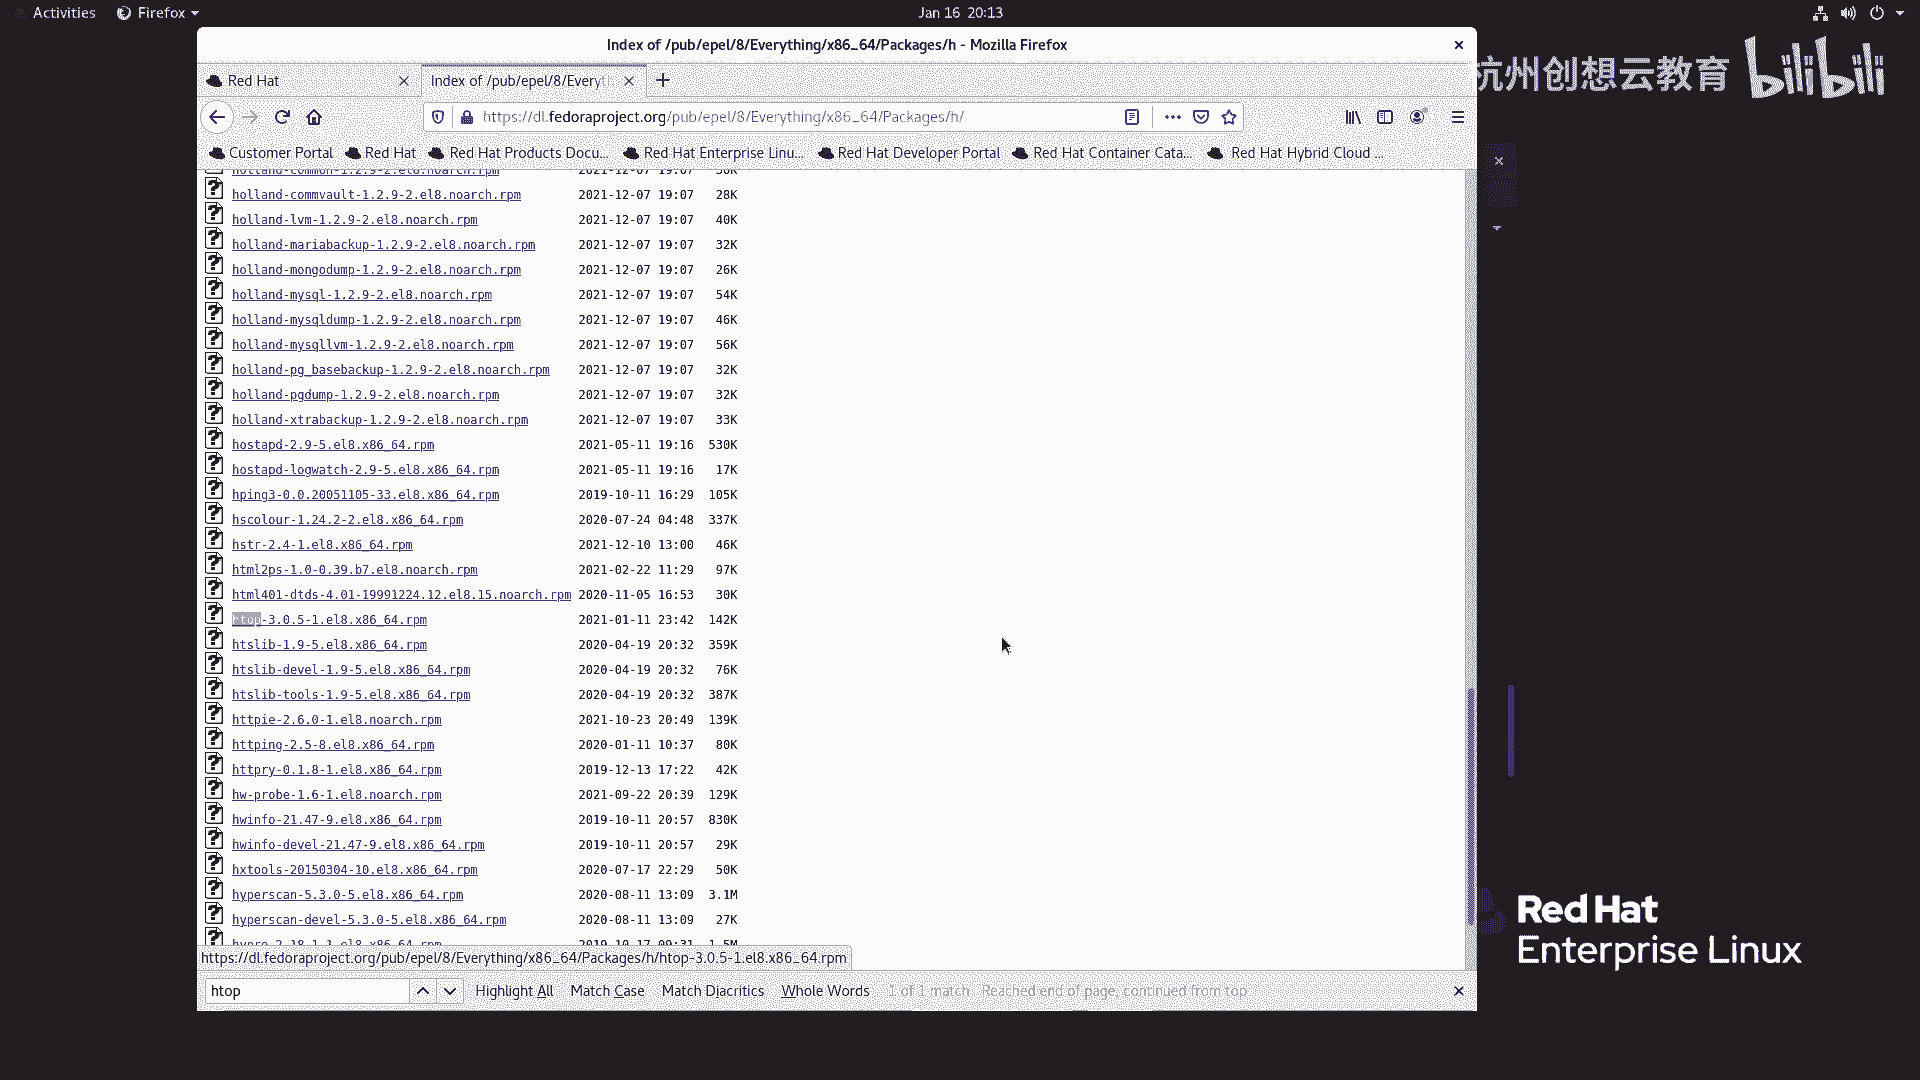 Activities Firefox Jan 16 20:13
Index of /pub/epel/8/Everything/x86_64/Packages/h - Mozilla Firefox
杭州创想云教育 bilibili
Red Hat Index of /pub/epel/8/Everyt
https://dl.fedoraproject.org/pub/epel/8/Everything/x86_64/Packages/h/
Customer Portal Red Hat Red Hat Products Docu... Red Hat Enterprise Linu... Red Hat Developer Portal Red Hat Container Cata... Red Hat Hybrid Cloud ...
holland-common-1.2.9-2.el8.noarch.rpm 2021-12-07 19:07
holland-commvault-1.2.9-2.el8.noarch.rpm 2021-12-07 19:07 28K
holland-lvm-1.2.9-2.el8.noarch.rpm 2021-12-07 19:07 40K
holland-mariabackup-1.2.9-2.el8.noarch.rpm 2021-12-07 19:07 32K
holland-mongodump-1.2.9-2.el8.noarch.rpm 2021-12-07 19:07 26K
holland-mysql-1.2.9-2.el8.noarch.rpm 2021-12-07 19:07 54K
holland-mysqldump-1.2.9-2.el8.noarch.rpm 2021-12-07 19:07 46K
holland-mysqllvm-1.2.9-2.el8.noarch.rpm 2021-12-07 19:07 56K
holland-pg_basebackup-1.2.9-2.el8.noarch.rpm 2021-12-07 19:07 32K
holland-pgdump-1.2.9-2.el8.noarch.rpm 2021-12-07 19:07 32K
holland-xtrabackup-1.2.9-2.el8.noarch.rpm 2021-12-07 19:07 33K
hostapd-2.9-5.el8.x86_64.rpm 2021-05-11 19:16 530K
hostapd-logwatch-2.9-5.el8.x86_64.rpm 2021-05-11 19:16 17K
hping3-0.0.20051105-33.el8.x86_64.rpm 2019-10-11 16:29 105K
hscolour-1.24.2-2.el8.x86_64.rpm 2020-07-24 04:48 337K
hstr-2.4-1.el8.x86_64.rpm 2021-12-10 13:00 46K
html2ps-1.0-0.39.b7.el8.noarch.rpm 2021-02-22 11:29 97K
html401-dtds-4.01-19991224.12.el8.15.noarch.rpm 2020-11-05 16:53 30K
htop-3.0.5-1.el8.x86_64.rpm 2021-01-11 23:42 142K
htslib-1.9-5.el8.x86_64.rpm 2020-04-19 20:32 359K
htslib-devel-1.9-5.el8.x86_64.rpm 2020-04-19 20:32 76K
htslib-tools-1.9-5.el8.x86_64.rpm 2020-04-19 20:32 387K
httpie-2.6.0-1.el8.noarch.rpm 2021-10-23 20:49 139K
httping-2.5-8.el8.x86_64.rpm 2020-01-11 10:37 80K
httpry-0.1.8-1.el8.x86_64.rpm 2019-12-13 17:22 42K
hw-probe-1.6-1.el8.noarch.rpm 2021-09-22 20:39 129K
hwinfo-21.47-9.el8.x86_64.rpm 2019-10-11 20:57 830K
hwinfo-devel-21.47-9.el8.x86_64.rpm 2019-10-11 20:57 29K
hxtools-20150304-10.el8.x86_64.rpm 2020-07-17 22:29 50K
hyperscan-5.3.0-5.el8.x86_64.rpm 2020-08-11 13:09 3.1M
hyperscan-devel-5.3.0-5.el8.x86_64.rpm 2020-08-11 13:09 27K
https://dl.fedoraproject.org/pub/epel/8/Everything/x86_64/Packages/h/htop-3.0.5-1.el8.x86_64.rpm
htop Highlight All Match Case Match Diacritics Whole Words 1 of 1 match Reached end of page, continued from top
Red Hat
Enterprise Linux